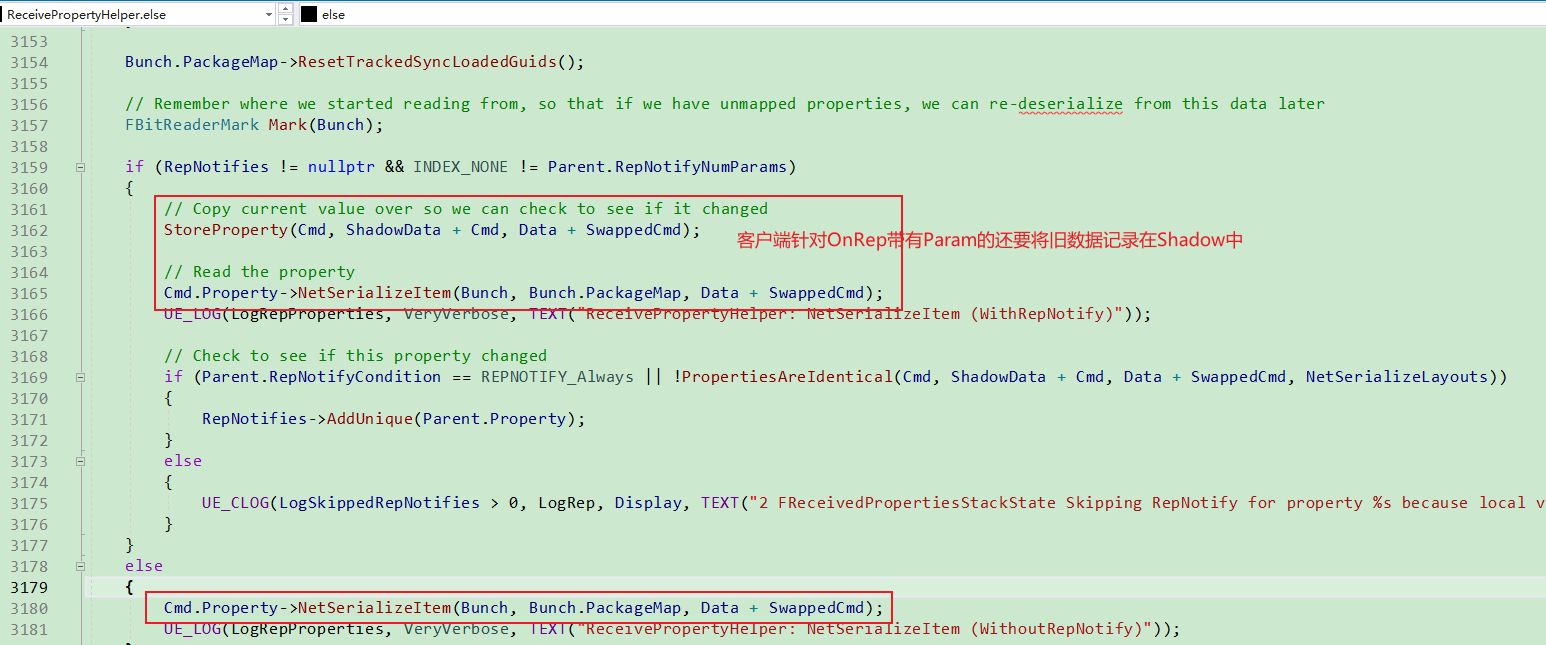 ReceivePropertyHelper.else
else
3153
3154 Bunch.PackageMap->ResetTrackedSyncLoadedGuids();
3155
3156 // Remember where we started reading from, so that if we have unmapped properties, we can re-deserialize from this data later
3157 FBitReaderMark Mark(Bunch);
3158
3159 if (RepNotifies != nullptr && INDEX_NONE != Parent.RepNotifyNumParams)
3160 {
3161 // Copy current value over so we can check to see if it changed
3162 StoreProperty(Cmd, ShadowData + Cmd, Data + SwappedCmd);
客户端针对OnRep带有Param的还要将旧数据记录在Shadow中
3163
3164 // Read the property
3165 Cmd.Property->NetSerializeItem(Bunch, Bunch.PackageMap, Data + SwappedCmd);
3166 UE_LOG(LogRepProperties, VeryVerbose, TEXT("ReceivePropertyHelper: NetSerializeItem (WithRepNotify)"));
3167
3168 // Check to see if this property changed
3169 if (Parent.RepNotifyCondition == REPNOTIFY_Always || !PropertiesAreIdentical(Cmd, ShadowData + Cmd, Data + SwappedCmd, NetSerializeLayouts))
3170 {
3171 RepNotifies->AddUnique(Parent.Property);
3172 }
3173 else
3174 {
3175 UE_CLOG(LogSkippedRepNotifies > 0, LogRep, Display, TEXT("2 FReceivedPropertiesStackState Skipping RepNotify for property %s because local v
3176 }
3177 }
3178 else
3179 {
3180 Cmd.Property->NetSerializeItem(Bunch, Bunch.PackageMap, Data + SwappedCmd);
3181 UE_LOG(LogRepProperties, VeryVerbose, TEXT("ReceivePropertyHelper: NetSerializeItem (WithoutRepNotify)"));